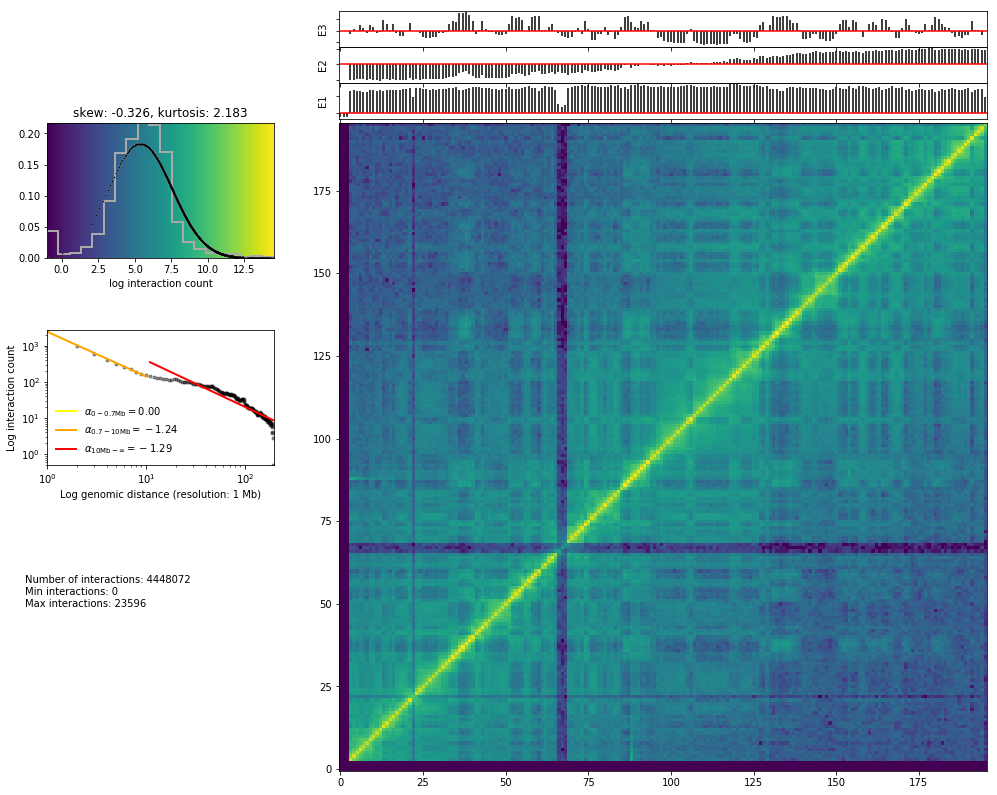 E3
E2
E1
skew: -0.326, kurtosis: 2.183
0.20
0.15
0.10
0.05
0.00
0.0 2.5 5.0 7.5 10.0 12.5
log interaction count
Log interaction count
10³
10²
10¹
10⁰
α₀₋₀.₇Mb = 0.00
α₀.₇₋₁₀Mb = −1.24
α₁₀Mb₋∞ = −1.29
10⁰ 10¹ 10²
Log genomic distance (resolution: 1 Mb)
Number of interactions: 4448072
Min interactions: 0
Max interactions: 23596
175
150
125
100
75
50
25
0
0 25 50 75 100 125 150 175